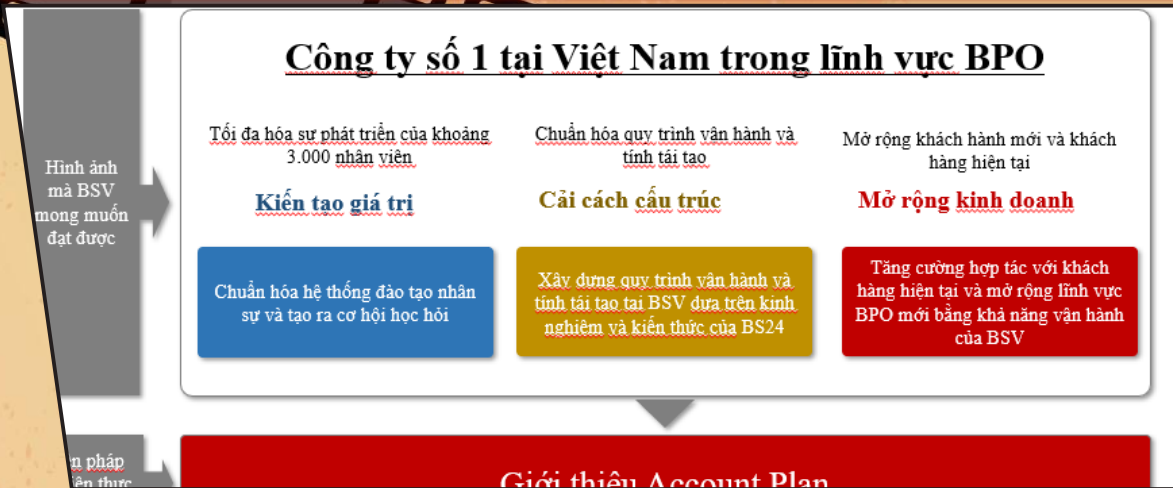 Công ty số 1 tại Việt Nam trong lĩnh vực BPO
Hình ảnh
mà BSV
mong muốn
đạt được
Tối đa hóa sự phát triển của khoảng
3.000 nhân viên
Kiến tạo giá trị
Chuẩn hóa hệ thống đào tạo nhân
sự và tạo ra cơ hội học hỏi
Chuẩn hóa quy trình vận hành và
tính tái tạo
Cải cách cấu trúc
Xây dựng quy trình vận hành và
tính tái tạo tại BSV dựa trên kinh
nghiệm và kiến thức của BS24
Mở rộng khách hành mới và khách
hàng hiện tại
Mở rộng kinh doanh
Tăng cường hợp tác với khách
hàng hiện tại và mở rộng lĩnh vực
BPO mới bằng khả năng vận hành
của BSV
pháp
Giới thiệu Account Plan